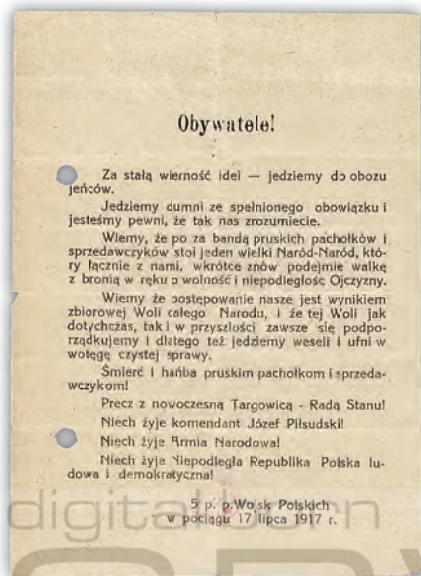 Obywatele!
Za stałą wierność idei — jedziemy do obozu
jeńców.
Jedziemy dumni ze spełnionego obowiązku i
jesteśmy pewni, że tak nas zrozumiecie.
Wiemy, że po za bandą pruskich pachołków i
sprzedawczyków stoi jeden wielki Naród-Naród, któ-
ry łącznie z nami, wkrótce znów podejmie walkę
z bronią w ręku o wolność i niepodległość Ojczyzny.
Wiemy że postępowanie nasze jest wynikiem
zbiorowej Woli całego Narodu, i że tej Woli jak
dotychczas, tak i w przyszłości zawsze się podpo-
rządkujemy i dlatego też jedziemy weseli i ufni w
potęgę czystej sprawy.
Śmierć i hańba pruskim pachołkom i sprzeda-
wczykom!
Precz z nowoczesną Targowicą - Radą Stanu!
Niech żyje komendant Józef Piłsudski!
Niech żyje Armia Narodowa!
Niech żyje Niepodległa Republika Polska lu-
dowa i demokratyczna!
5 p. p. Wojsk Polskich
w pociągu 17 lipca 1917 r.
digital born